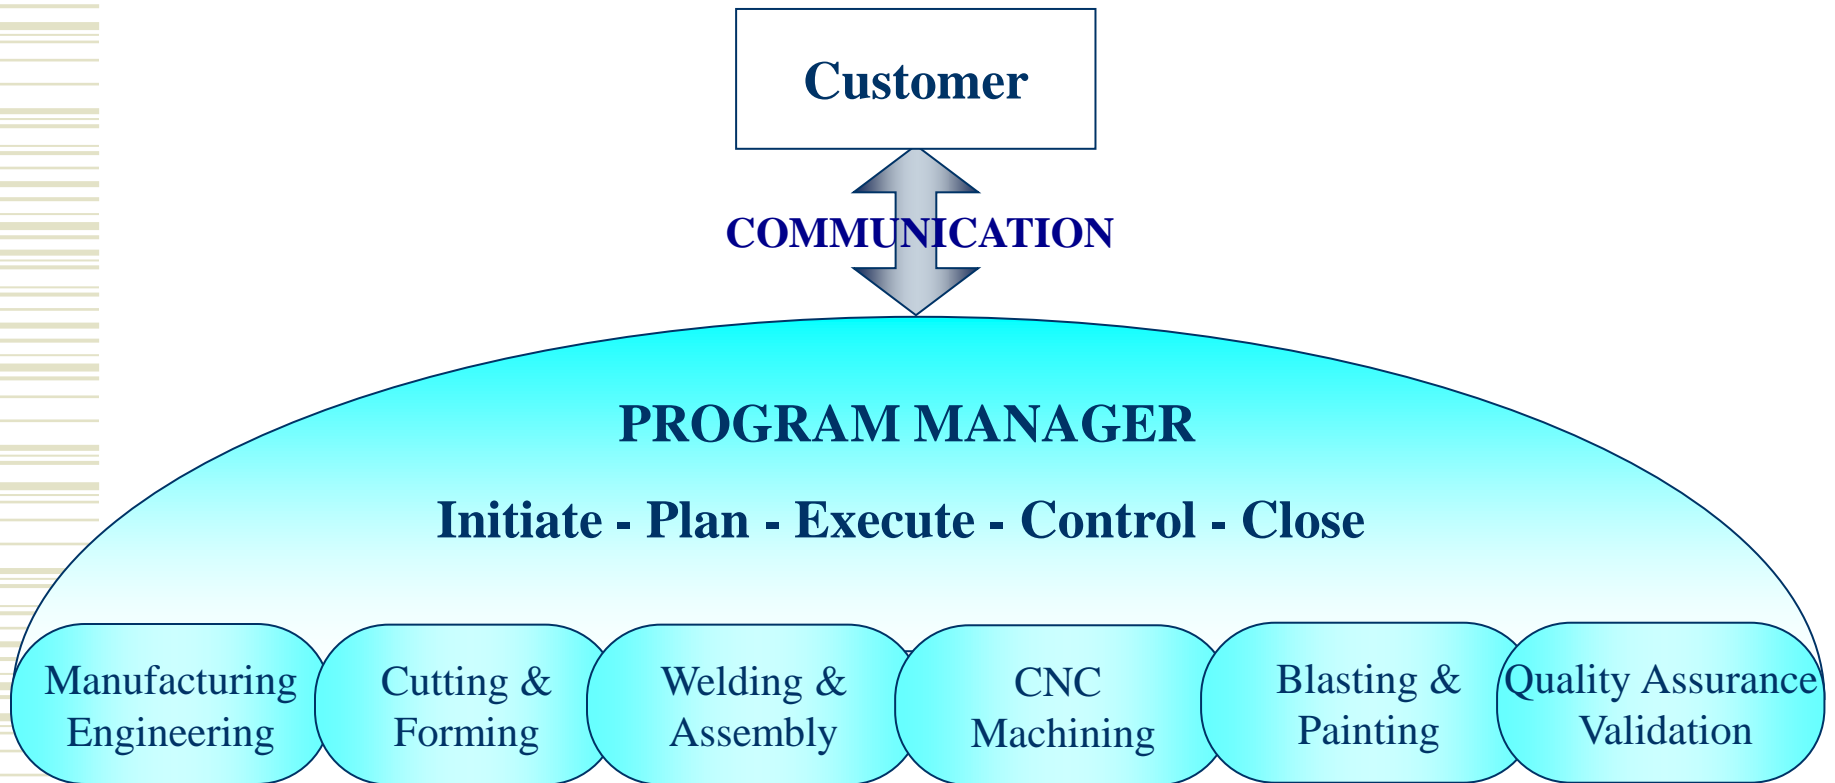 Customer
COMMUNICATION
PROGRAM MANAGER
Initiate - Plan - Execute - Control - Close
Manufacturing
Engineering
Cutting &
Forming
Welding &
Assembly
CNC
Machining
Blasting &
Painting
Quality Assurance
Validation